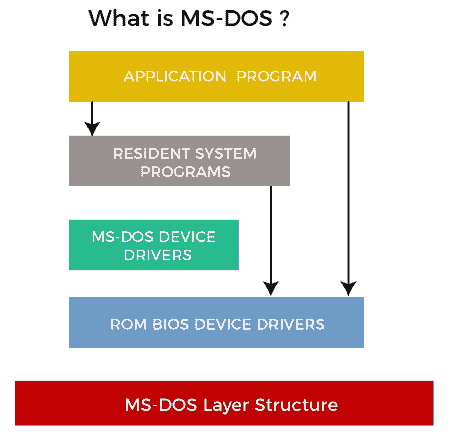 What is MS-DOS ?
APPLICATION PROGRAM
RESIDENT SYSTEM
PROGRAMS
MS-DOS DEVICE
DRIVERS
ROM BIOS DEVICE DRIVERS
MS-DOS Layer Structure